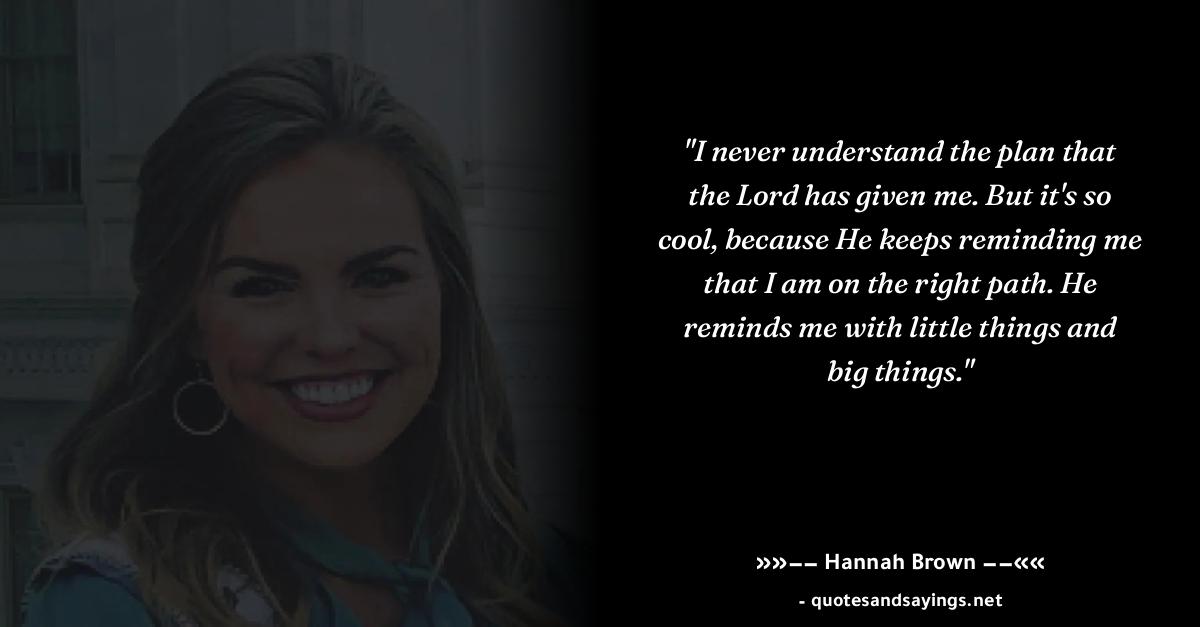 "I never understand the plan that
the Lord has given me. But it's so
cool, because He keeps reminding me
that I am on the right path. He
reminds me with little things and
big things."
»»−− Hannah Brown −−««
- quotesandsayings.net